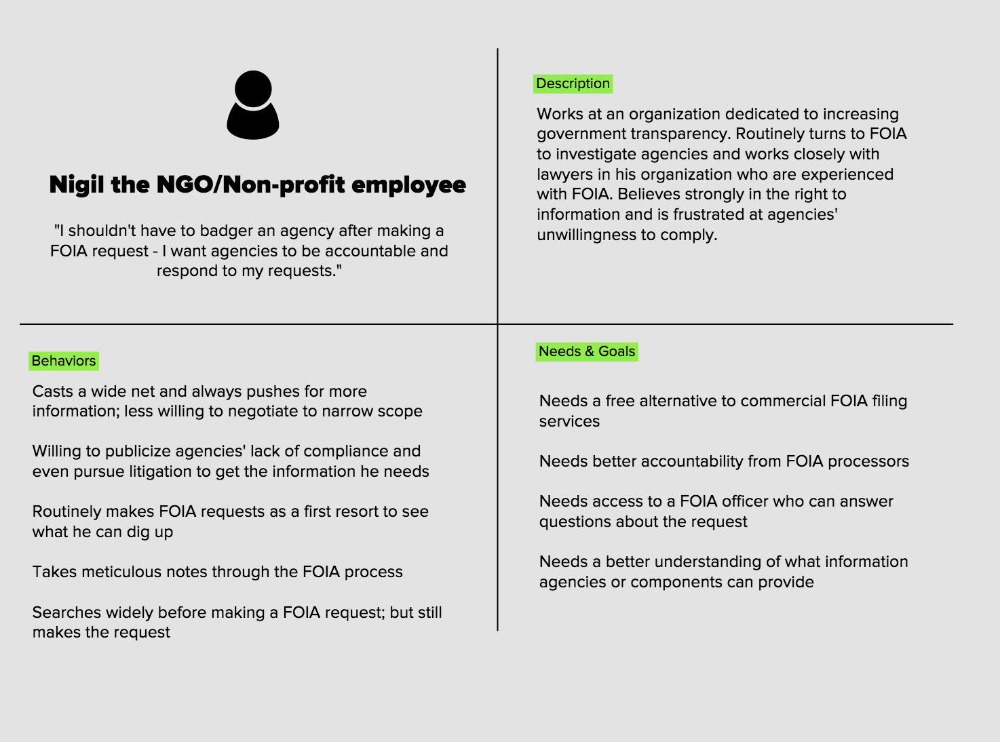 Nigil the NGO/Non-profit employee
"I shouldn't have to badger an agency after making a
FOIA request - I want agencies to be accountable and
respond to my requests."
Description
Works at an organization dedicated to increasing
government transparency. Routinely turns to FOIA
to investigate agencies and works closely with
lawyers in his organization who are experienced
with FOIA. Believes strongly in the right to
information and is frustrated at agencies'
unwillingness to comply.
Behaviors
Casts a wide net and always pushes for more
information; less willing to negotiate to narrow scope
Willing to publicize agencies' lack of compliance and
even pursue litigation to get the information he needs
Routinely makes FOIA requests as a first resort to see
what he can dig up
Takes meticulous notes through the FOIA process
Searches widely before making a FOIA request; but still
makes the request
Needs & Goals
Needs a free alternative to commercial FOIA filing
services
Needs better accountability from FOIA processors
Needs access to a FOIA officer who can answer
questions about the request
Needs a better understanding of what information
agencies or components can provide